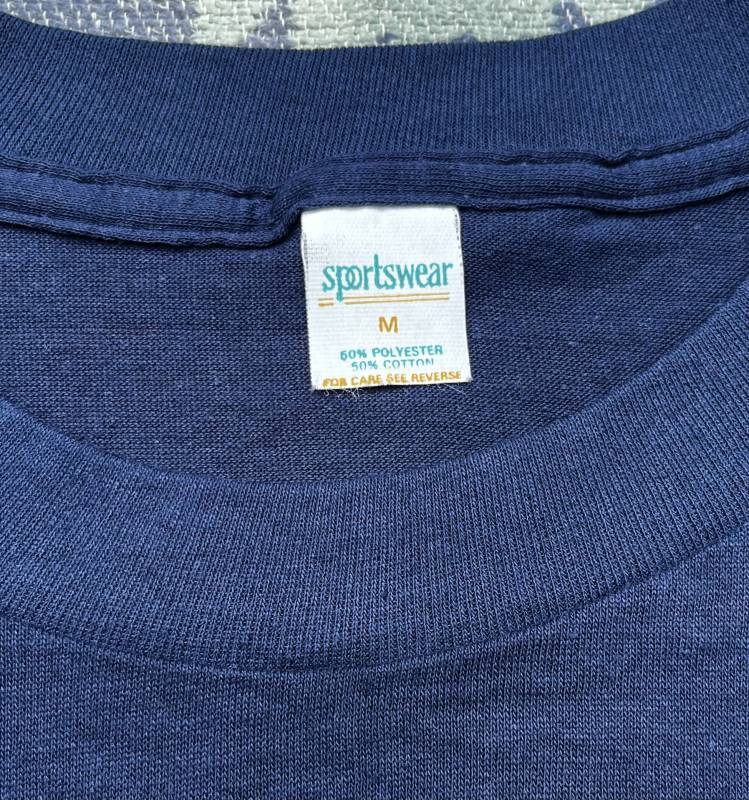 sportswear
M
50% POLYESTER
50% COTTON
FOR CARE SEE REVERSE